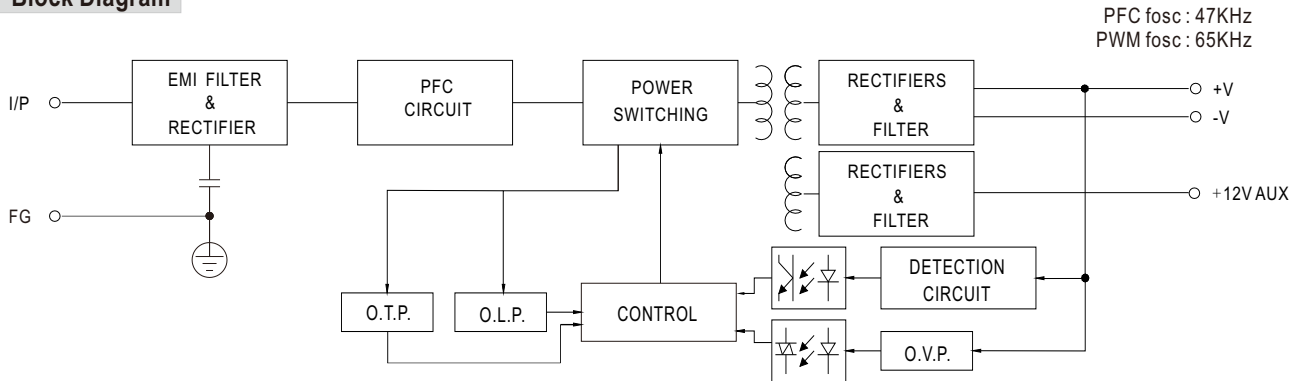 Block Diagram
PFC fosc : 47KHz
PWM fosc : 65KHz
I/P
EMI FILTER
&
RECTIFIER
PFC
CIRCUIT
POWER
SWITCHING
RECTIFIERS
&
FILTER
+V
-V
RECTIFIERS
&
FILTER
+12V AUX
FG
DETECTION
CIRCUIT
O.T.P.
O.L.P.
CONTROL
O.V.P.